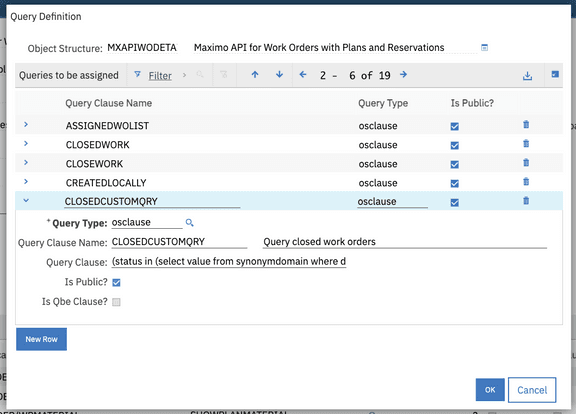 Query Definition
Object Structure: MXAPIWODETA Maximo API for Work Orders with Plans and Reservations
Queries to be assigned Filter 2 - 6 of 19
Query Clause Name Query Type Is Public?
ASSIGNEDWOLIST osclause
CLOSEDWORK osclause
CLOSEWORK osclause
CREATEDLOCALLY osclause
CLOSEDCUSTOMQRY osclause
* Query Type: osclause
Query Clause Name: CLOSEDCUSTOMQRY Query closed work orders
Query Clause: (status in (select value from synonymdomain where d
Is Public?
Is Qbe Clause?
New Row
OK Cancel